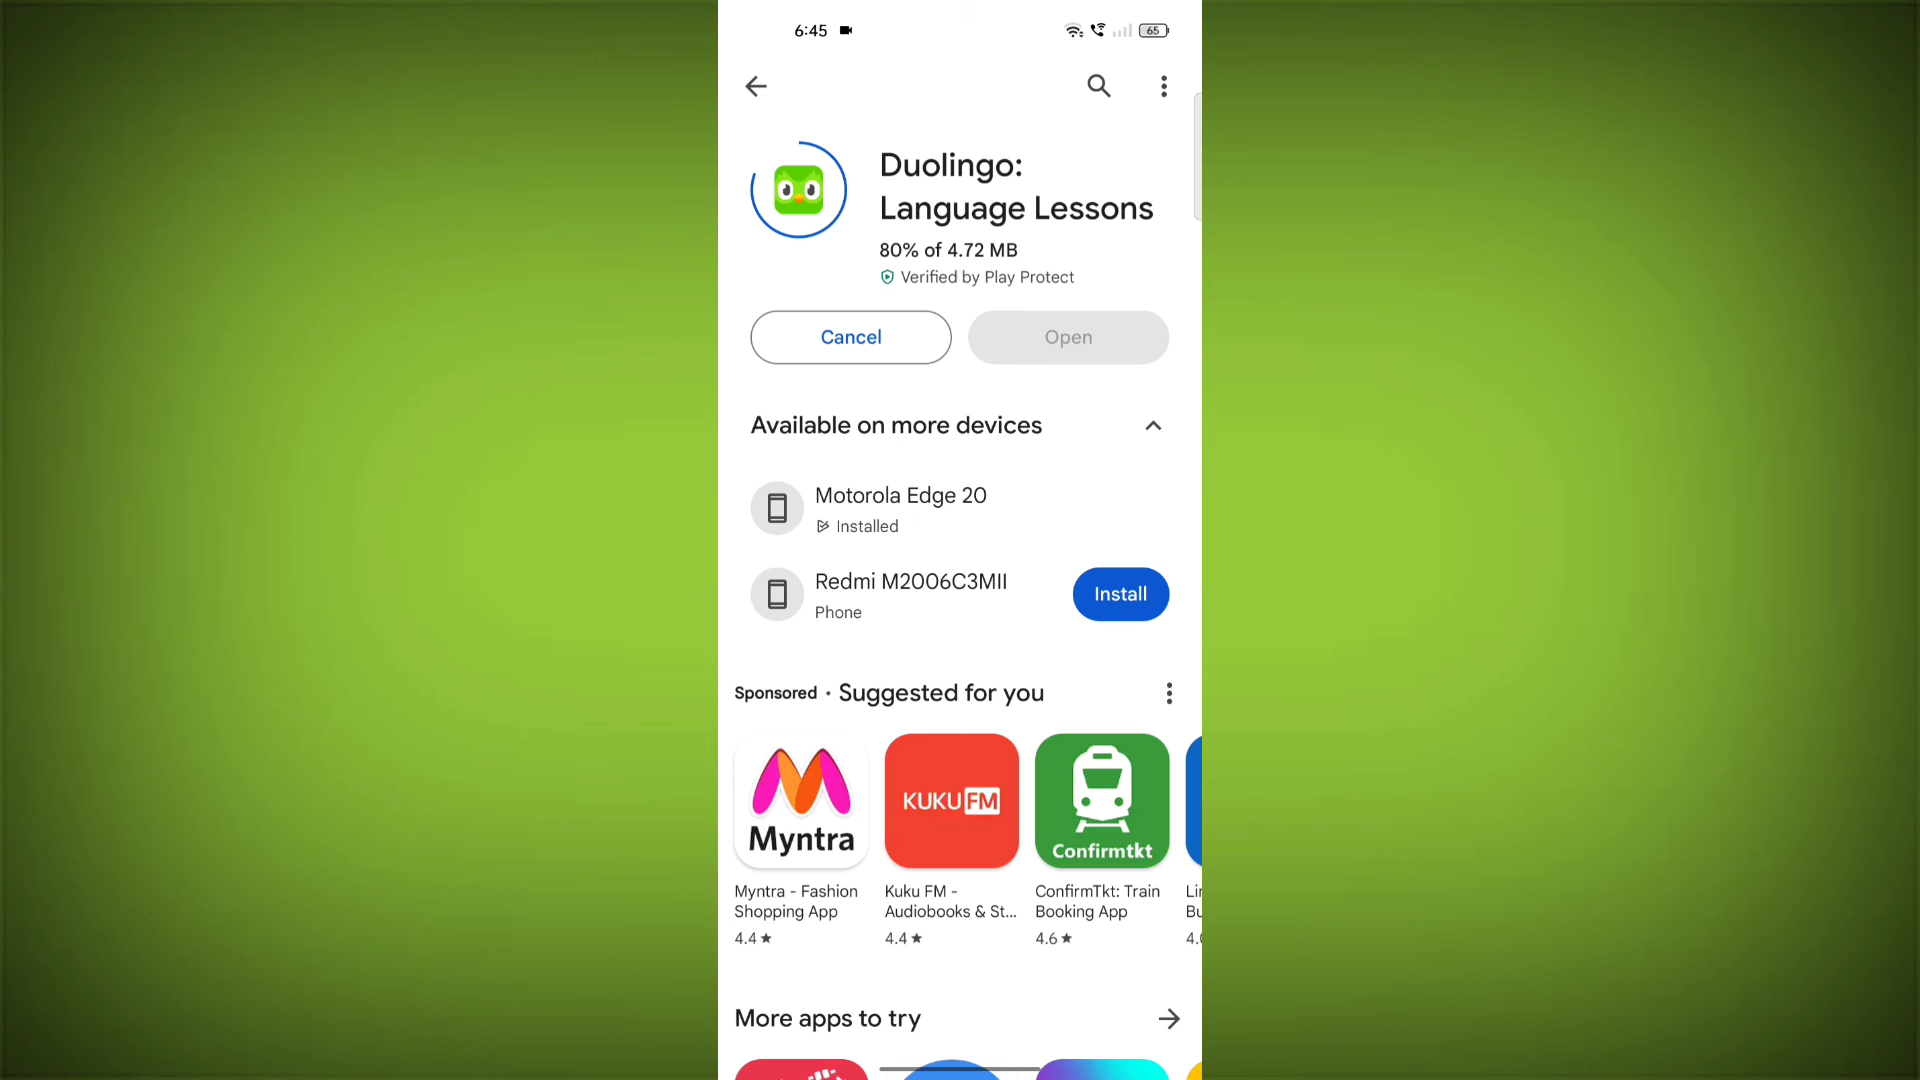 6:45
65
Duolingo:
Language Lessons
80% of 4.72 MB
Verified by Play Protect
Cancel
Open
Available on more devices
Motorola Edge 20
Installed
Redmi M2006C3MII
Phone
Install
Sponsored • Suggested for you
Myntra
KUKU FM
Confirmtkt
Myntra - Fashion
Shopping App
4.4 ★
Kuku FM -
Audiobooks & St...
4.4 ★
ConfirmTkt: Train
Booking App
4.6 ★
More apps to try